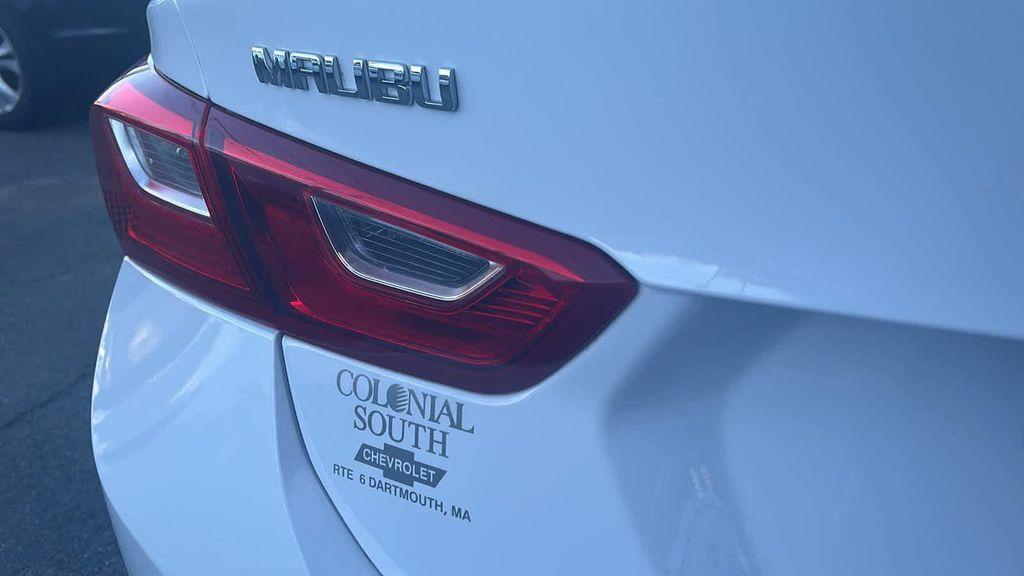 MALIBU
COLONIAL
SOUTH
CHEVROLET
RTE 6 DARTMOUTH, MA